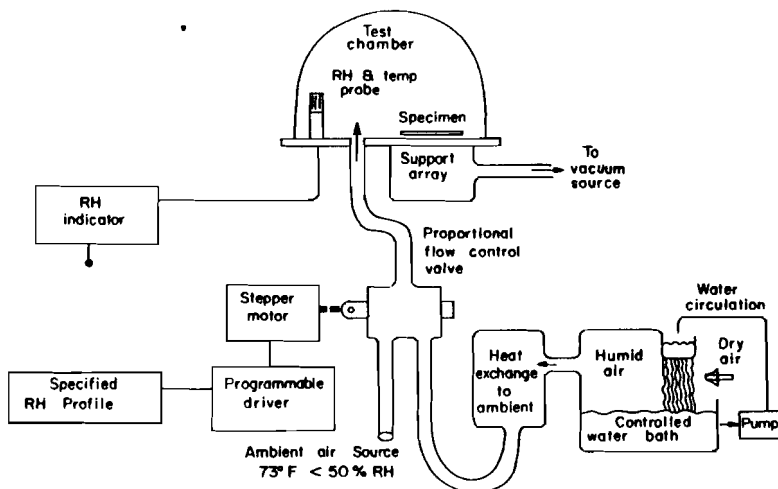 Test
chamber
RH & temp
probe
Specimen
Support
array
To
vacuum
source
RH
indicator
Proportional
flow control
valve
Stepper
motor
Water
circulation
Dry
air
Humid
air
Heat
exchange
to
ambient
Specified
RH Profile
Programmable
driver
Controlled
water bath
Pump
Ambient air Source
73° F < 50 % RH